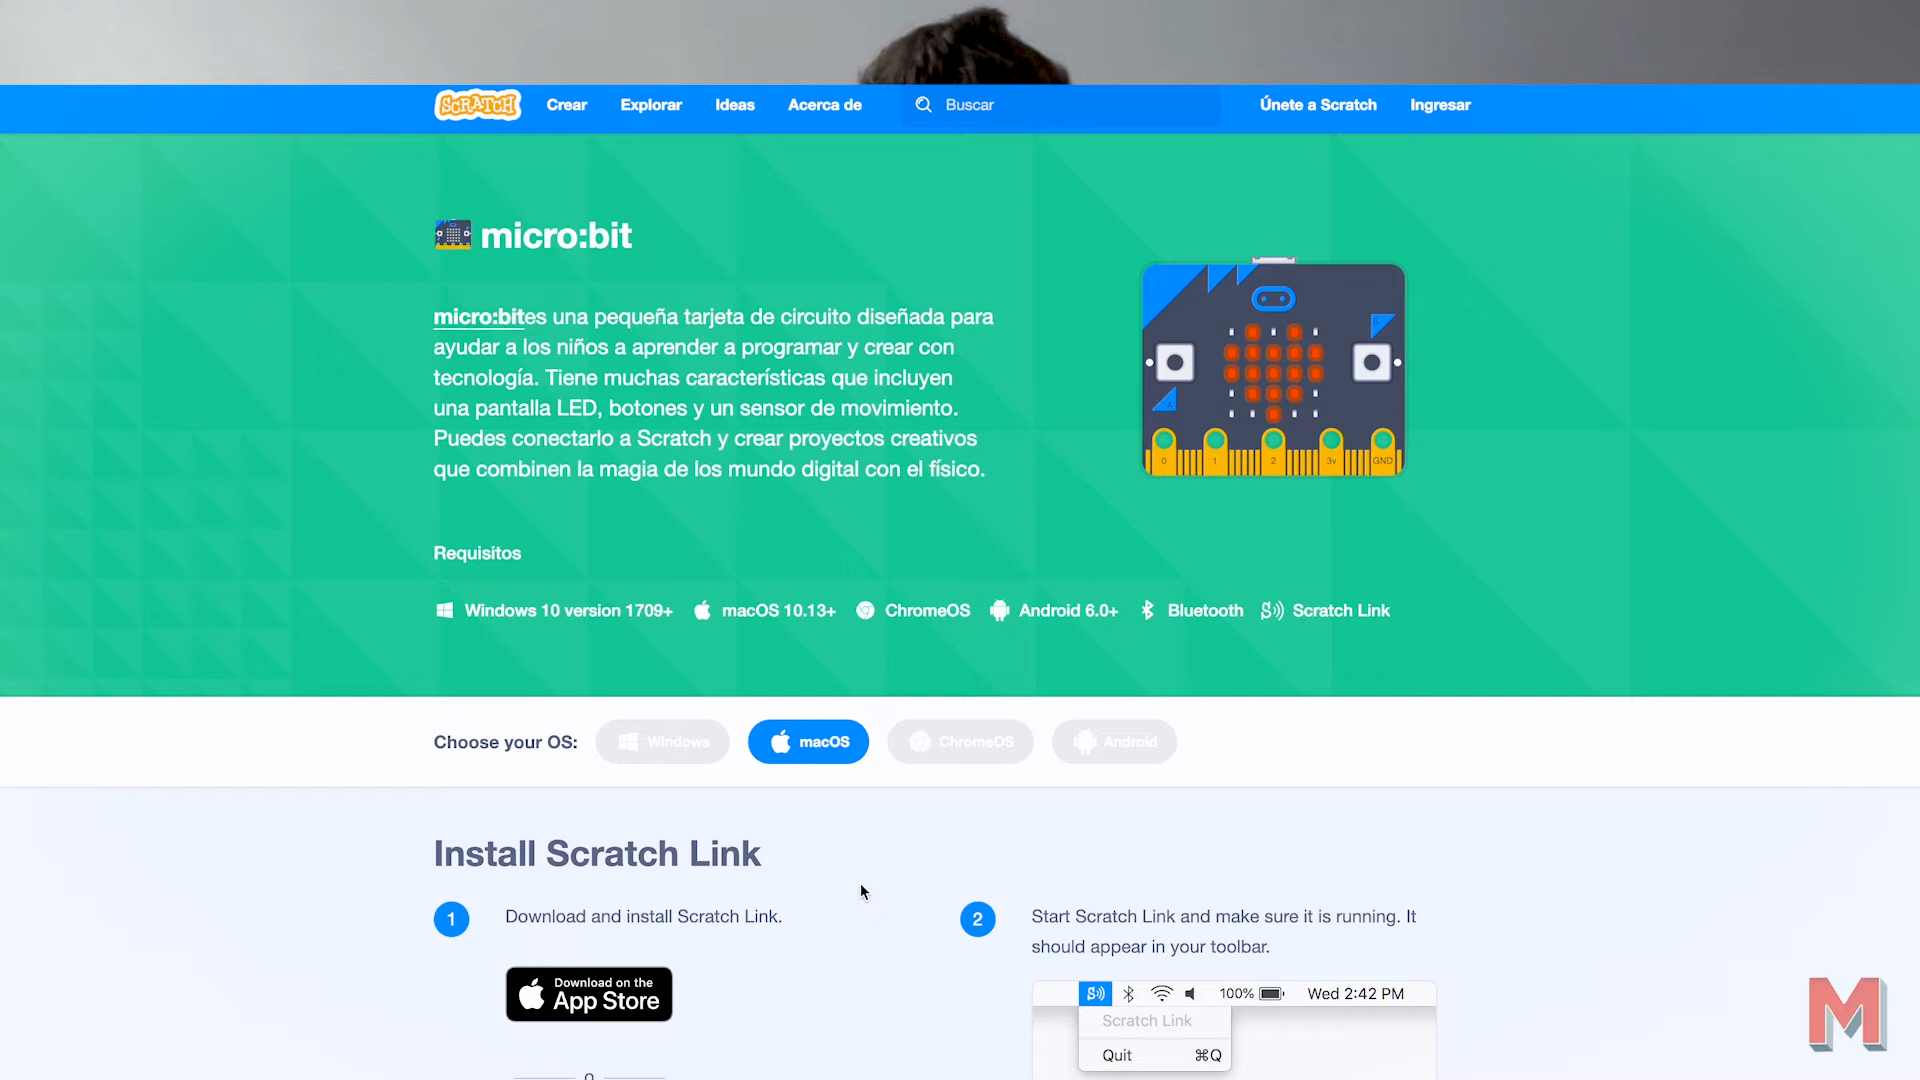 SCRATCH Crear Explorar Ideas Acerca de Buscar Únete a Scratch Ingresar
micro:bit
micro:bites una pequeña tarjeta de circuito diseñada para
ayudar a los niños a aprender a programar y crear con
tecnología. Tiene muchas características que incluyen
una pantalla LED, botones y un sensor de movimiento.
Puedes conectarlo a Scratch y crear proyectos creativos
que combinen la magia de los mundo digital con el físico.
B
A
0 1 2 3v GND
Requisitos
Windows 10 version 1709+ macOS 10.13+ ChromeOS Android 6.0+ Bluetooth Scratch Link
Choose your OS: Windows macOS ChromeOS Android
Install Scratch Link
1 Download and install Scratch Link.
Download on the
App Store
2 Start Scratch Link and make sure it is running. It
should appear in your toolbar.
100% Wed 2:42 PM
Scratch Link
Quit ⌘Q
M